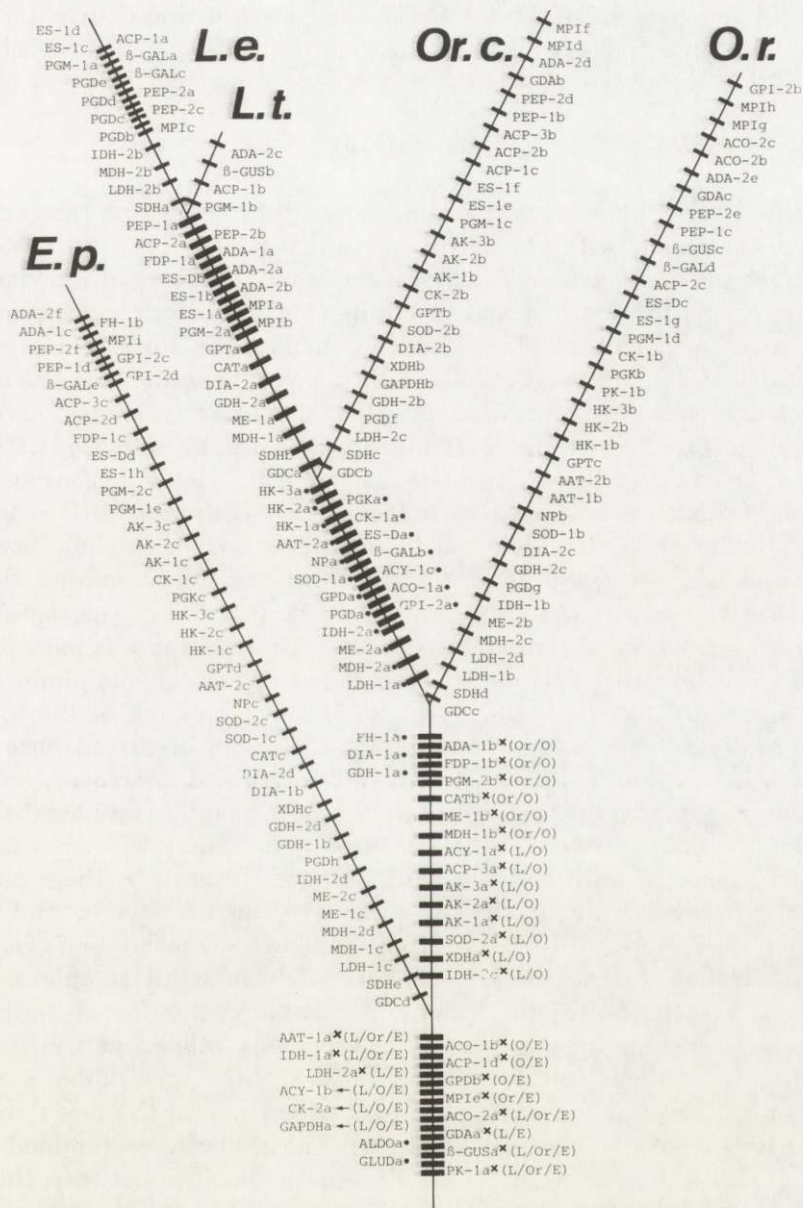 L.e.
ES-1d
ES-1c
PGM-1a
PGDe
PGDd
PGDc
PGDb
IDH-2b
MDH-2b
LDH-2b
SDHa
ACP-1a
ß-GALa
ß-GALc
PEP-2a
PEP-2c
MPIc
L.t.
ADA-2c
ß-GUSb
ACP-1b
PGM-1b
PEP-1a
ACP-2a
FDP-1a
ES-Db
ES-1b
ES-1a
PGM-2a
GPTa
CATa
DIA-2a
GDH-2a
ME-1a
MDH-1a
SDHb
GDCa
PEP-2b
ADA-1a
ADA-2a
ADA-2b
MPIa
MPIb
Or.c.
MPIf
MPId
ADA-2d
GDAb
PEP-2d
PEP-1b
ACP-3b
ACP-2b
ACP-1c
ES-1f
ES-1e
PGM-1c
AK-3b
AK-2b
AK-1b
CK-2b
GPTb
SOD-2b
DIA-2b
XDHb
GAPDHb
GDH-2b
PGDf
LDH-2c
SDHc
GDCb
O.r.
GPI-2b
MPIh
MPIg
ACO-2c
ACO-2b
ADA-2e
GDAc
PEP-2e
PEP-1c
ß-GUSc
ß-GALd
ACP-2c
ES-Dc
ES-1g
PGM-1d
CK-1b
PGKb
PK-1b
HK-3b
HK-2b
HK-1b
GPTc
AAT-2b
AAT-1b
NPb
SOD-1b
DIA-2c
GDH-2c
PGDg
IDH-1b
ME-2b
MDH-2c
LDH-2d
LDH-1b
SDHd
GDCc
E.p.
ADA-2f
ADA-1c
PEP-2f
PEP-1d
ß-GALe
ACP-3c
ACP-2d
FDP-1c
ES-Dd
ES-1h
PGM-2c
PGM-1e
AK-3c
AK-2c
AK-1c
CK-1c
PGKc
HK-3c
HK-2c
HK-1c
GPTd
AAT-2c
NPc
SOD-2c
SOD-1c
CATc
DIA-2d
DIA-1b
XDHc
GDH-2d
GDH-1b
PGDh
IDH-2d
ME-2c
ME-1c
MDH-2d
MDH-1c
LDH-1c
SDHe
GDCd
FH-1b
MPIi
GPI-2c
GPI-2d
HK-3a•
HK-2a•
HK-1a•
AAT-2a•
NPa
SOD-1a•
GPDa•
PGDa•
IDH-2a•
ME-2a•
MDH-2a•
LDH-1a•
PGKa•
CK-1a•
ES-Da•
ß-GALb•
ACY-1c•
ACO-1a•
GPI-2a•
FH-1a•
DIA-1a•
GDH-1a•
ADA-1b×(Or/O)
FDP-1b×(Or/O)
PGM-2b×(Or/O)
CATb×(Or/O)
ME-1b×(Or/O)
MDH-1b×(Or/O)
ACY-1a×(L/O)
ACP-3a×(L/O)
AK-3a×(L/O)
AK-2a×(L/O)
AK-1a×(L/O)
SOD-2a×(L/O)
XDHa×(L/O)
IDH-2c×(L/O)
AAT-1a×(L/Or/E)
IDH-1a×(L/Or/E)
LDH-2a×(L/E)
ACY-1b←(L/O/E)
CK-2a←(L/O/E)
GAPDHa←(L/O/E)
ALDOa•
GLUDa•
ACO-1b×(O/E)
ACP-1d×(O/E)
GPDb×(O/E)
MPIe×(Or/E)
ACO-2a×(L/Or/E)
GDAa×(L/E)
ß-GUSa×(L/Or/E)
PK-1a×(L/Or/E)